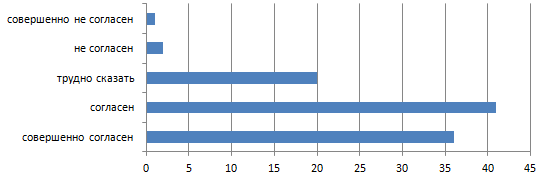 совершенно не согласен
не согласен
трудно сказать
согласен
совершенно согласен
0 5 10 15 20 25 30 35 40 45